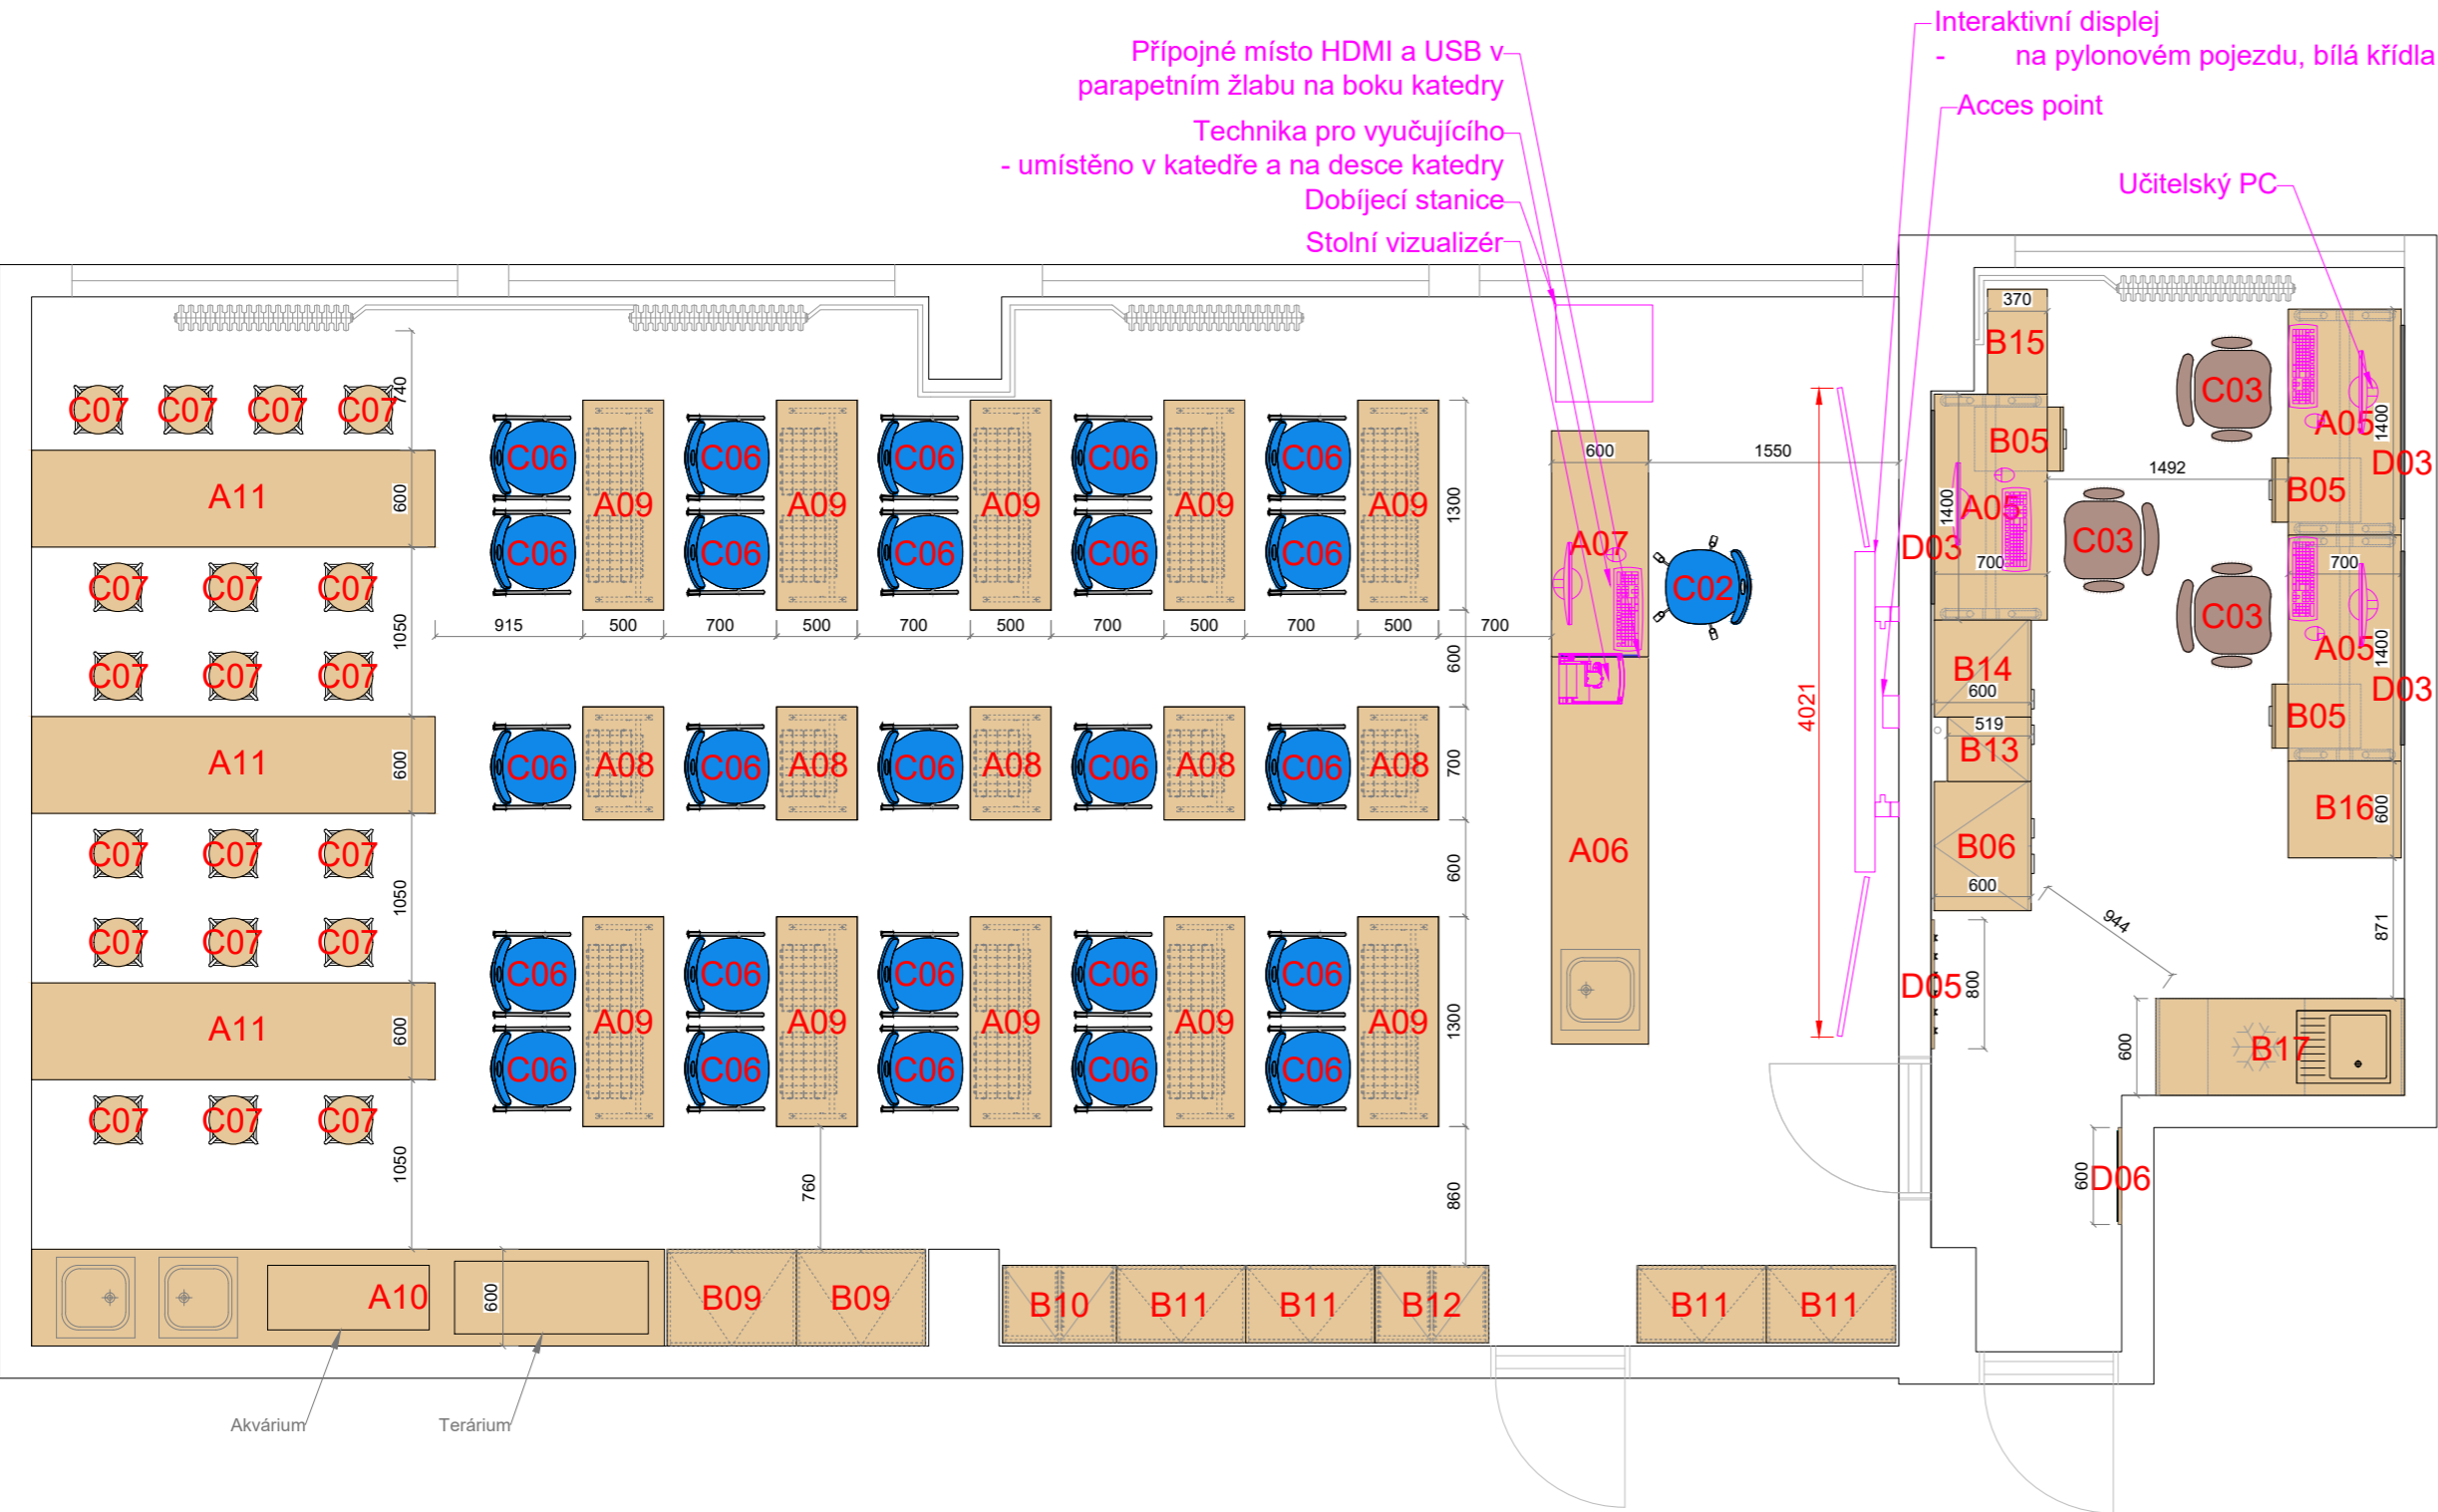 Interaktivní displej
- na pylonovém pojezdu, bílá křídla
Přípojné místo HDMI a USB v
parapetním žlabu na boku katedry
Acces point
Technika pro vyučujícího
- umístěno v katedře a na desce katedry
Učitelský PC
Dobíjecí stanice
Stolní vizualizér
370
B15
740
C07 C07 C07 C07
C03
A05
1400
D03
B05
1492
B05
A05
1400
D03
700
C03
C03
700
A05
1400
D03
B05
C06 C06 C06 C06 C06
A11
600
A09 A09 A09 A09 A09
1300
C06 C06 C06 C06 C06
600
1550
A07
C02
C07 C07 C07
1050
915 500 700 500 700 500 700 500 700 500 700
600
C07 C07 C07
4021
B14
600
519
B13
A11
600
C06 A08 C06 A08 C06 A08 C06 A08 C06 A08
700
B16
600
A06
B06
600
C07 C07 C07
1050
600
944
871
C07 C07 C07
C06 C06 C06 C06 C06
D05
800
A11
600
A09 A09 A09 A09 A09
1300
C06 C06 C06 C06 C06
600
B17
C07 C07 C07
1050
760
860
600
D06
A10
600
B09 B09
B10 B11 B11 B12
B11 B11
Akvárium
Terárium